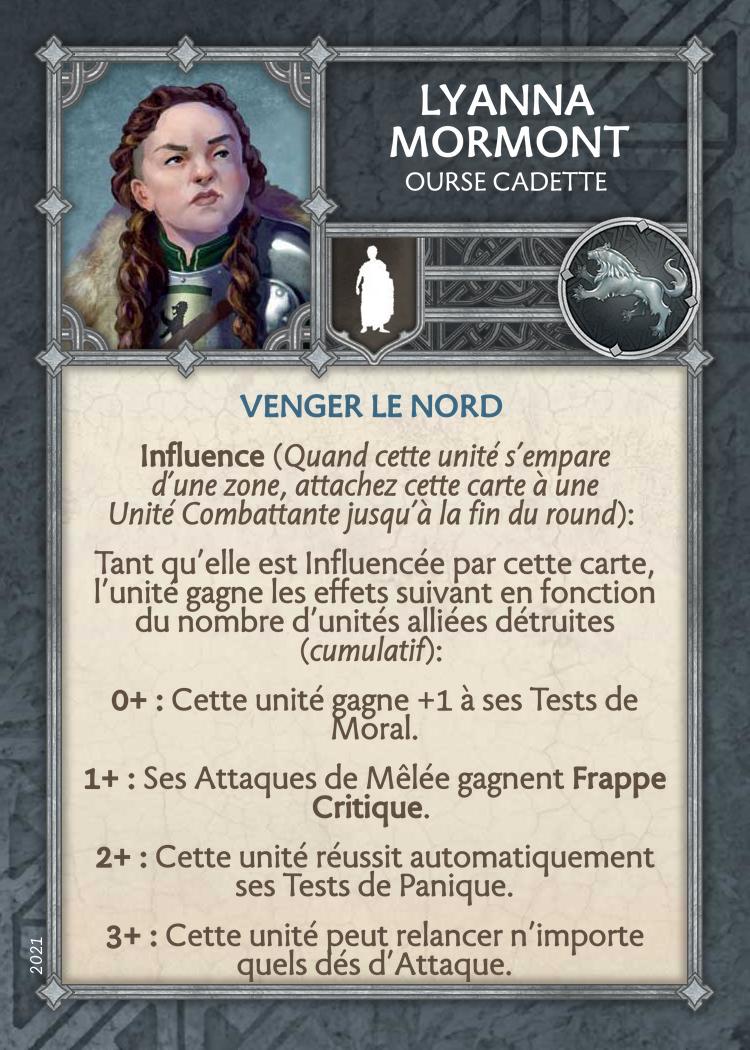 LYANNA
MORMONT
OURSE CADETTE
VENGER LE NORD
Influence (Quand cette unité s'empare
d'une zone, attachez cette carte à une
Unité Combattante jusqu'à la fin du round):
Tant qu'elle est Influencée par cette carte,
l'unité gagne les effets suivant en fonction
du nombre d'unités alliées détruites
(cumulatif):
0+ : Cette unité gagne +1 à ses Tests de
Moral.
1+ : Ses Attaques de Mêlée gagnent Frappe
Critique.
2+ : Cette unité réussit automatiquement
ses Tests de Panique.
3+ : Cette unité peut relancer n'importe
quels dés d'Attaque.
2021